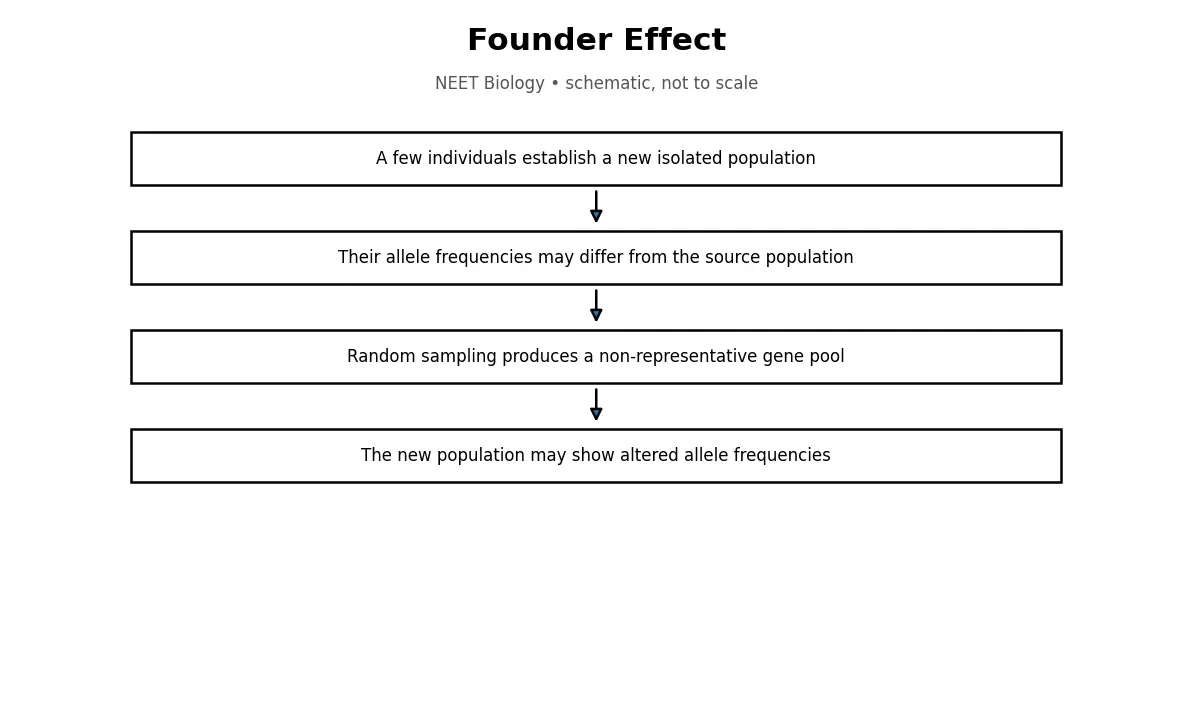 Founder Effect
NEET Biology • schematic, not to scale
A few individuals establish a new isolated population
Their allele frequencies may differ from the source population
Random sampling produces a non-representative gene pool
The new population may show altered allele frequencies